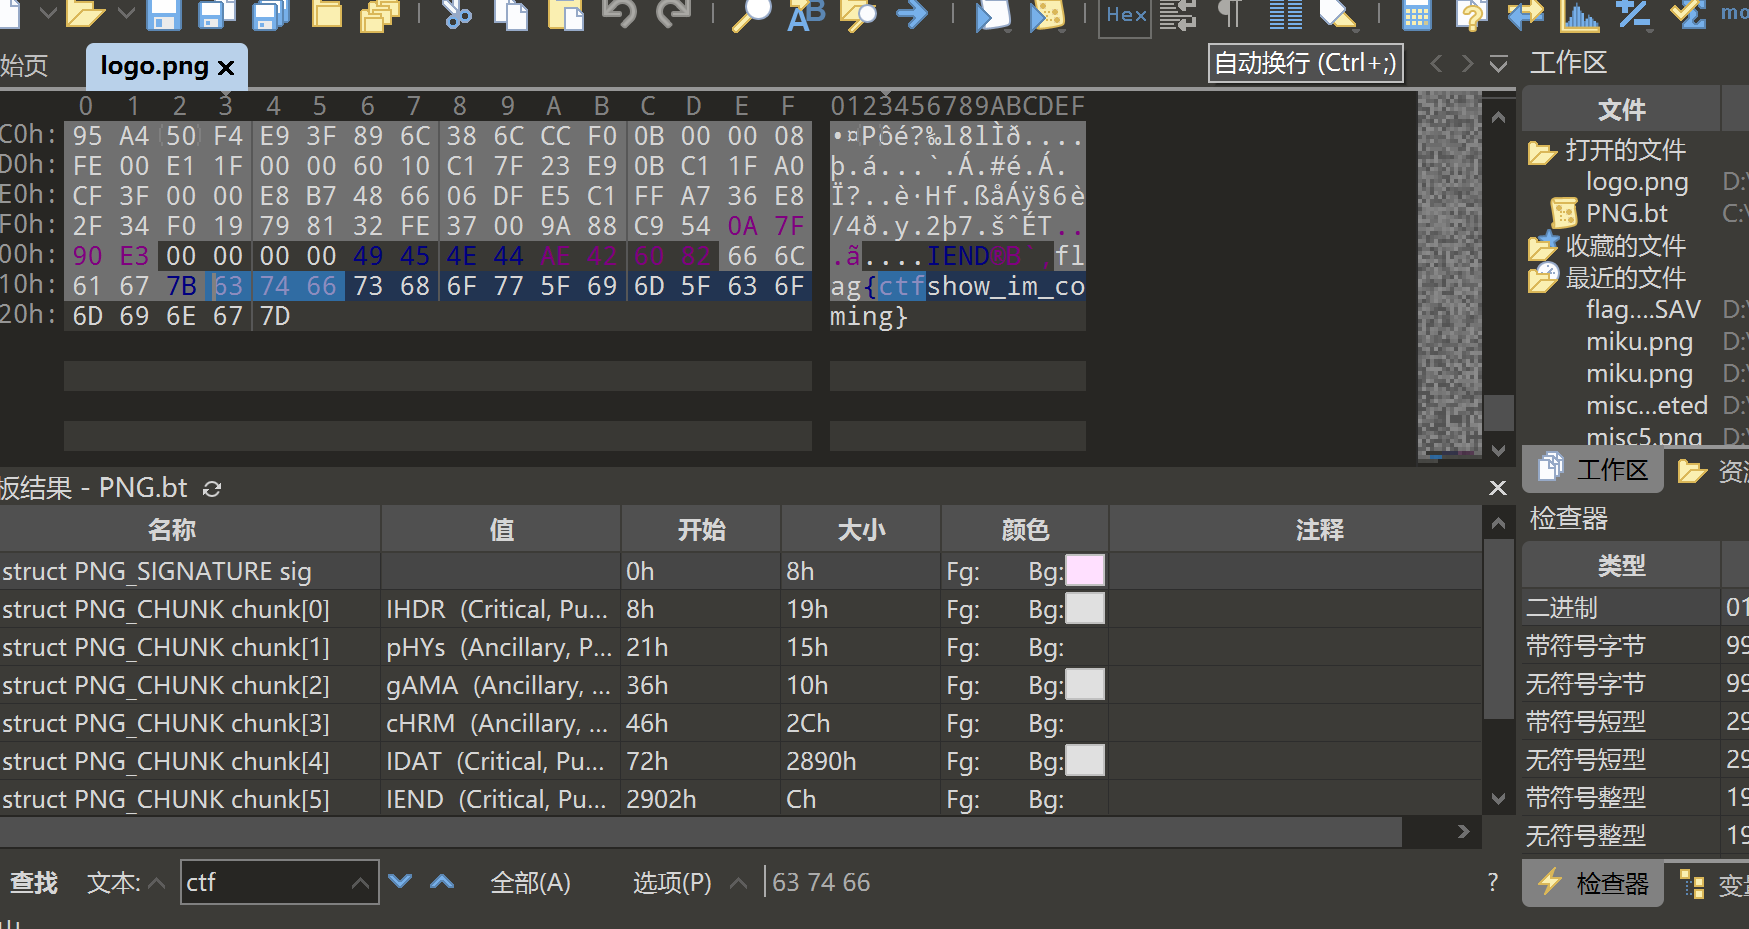 Hex
mo
始页
logo.png
自动换行 (Ctrl+;)
工作区
0 1 2 3 4 5 6 7 8 9 A B C D E F 0123456789ABCDEF
文件
C0h: 95 A4 50 F4 E9 3F 89 6C 38 6C CC F0 0B 00 00 08 •¤Pôé?‰l8lÌð....
D0h: FE 00 E1 1F 00 00 60 10 C1 7F 23 E9 0B C1 1F A0 þ.á...`.Á.#é.Á.
E0h: CF 3F 00 00 E8 B7 48 66 06 DF E5 C1 FF A7 36 E8 Ï?..è·Hf.ßåÁÿ§6è
F0h: 2F 34 F0 19 79 81 32 FE 37 00 9A 88 C9 54 0A 7F /4ð.y.2þ7.šˆÉT..
00h: 90 E3 00 00 00 00 49 45 4E 44 AE 42 60 82 66 6C .ã....IEND®B`‚fl
10h: 61 67 7B 63 74 66 73 68 6F 77 5F 69 6D 5F 63 6F ag{ctfshow_im_co
20h: 6D 69 6E 67 7D ming}
打开的文件
logo.png D:\
PNG.bt C:\
收藏的文件
最近的文件
flag....SAV D:\
miku.png D:\
miku.png D:\
misc...eted D:\
misc5.png D:\
工作区
板结果 - PNG.bt
检查器
名称 值 开始 大小 颜色 注释
struct PNG_SIGNATURE sig 0h 8h Fg: Bg:
struct PNG_CHUNK chunk[0] IHDR (Critical, Pu... 8h 19h Fg: Bg:
struct PNG_CHUNK chunk[1] pHYs (Ancillary, P... 21h 15h Fg: Bg:
struct PNG_CHUNK chunk[2] gAMA (Ancillary, ... 36h 10h Fg: Bg:
struct PNG_CHUNK chunk[3] cHRM (Ancillary, ... 46h 2Ch Fg: Bg:
struct PNG_CHUNK chunk[4] IDAT (Critical, Pu... 72h 2890h Fg: Bg:
struct PNG_CHUNK chunk[5] IEND (Critical, Pu... 2902h Ch Fg: Bg:
类型
二进制 01
带符号字节 99
无符号字节 99
带符号短型 29
无符号短型 29
带符号整型 19
无符号整型 19
查找 文本: ctf 全部(A) 选项(P) 63 74 66 ?
检查器